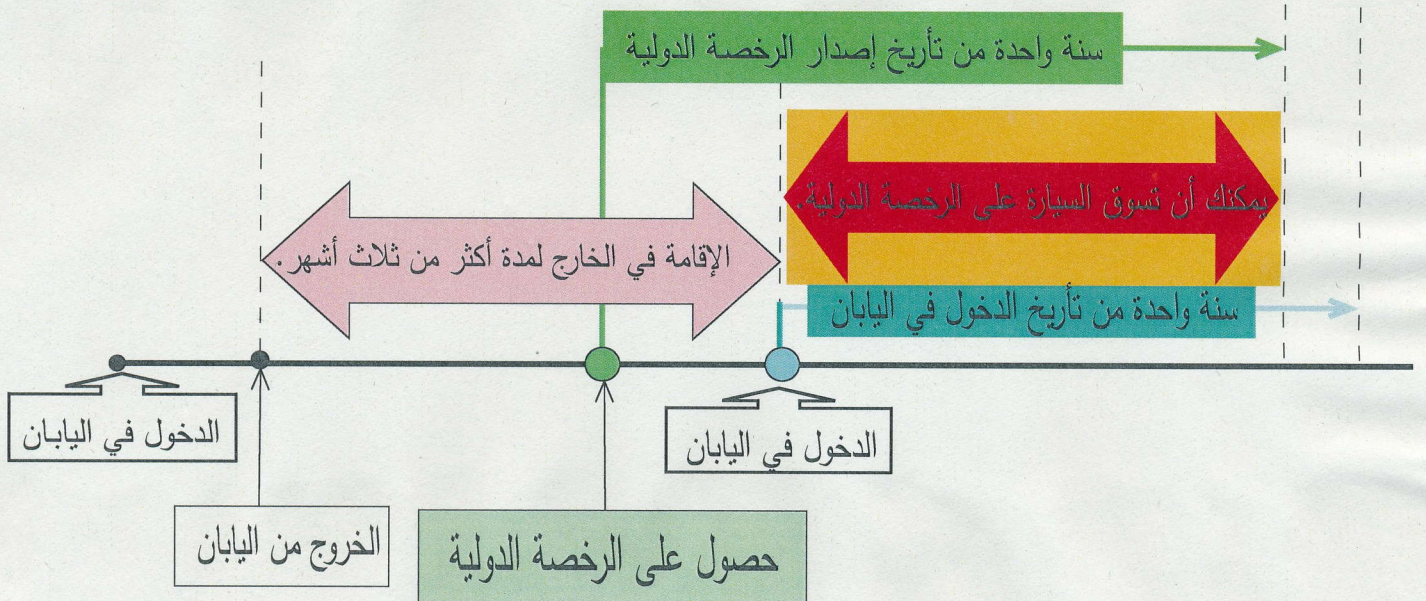 سنة واحدة من تأريخ إصدار الرخصة الدولية
يمكنك أن تسوق السيارة على الرخصة الدولية.
الإقامة في الخارج لمدة أكثر من ثلاث أشهر.
سنة واحدة من تأريخ الدخول في اليابان
الدخول في اليابان
الدخول في اليابان
الخروج من اليابان
حصول على الرخصة الدولية